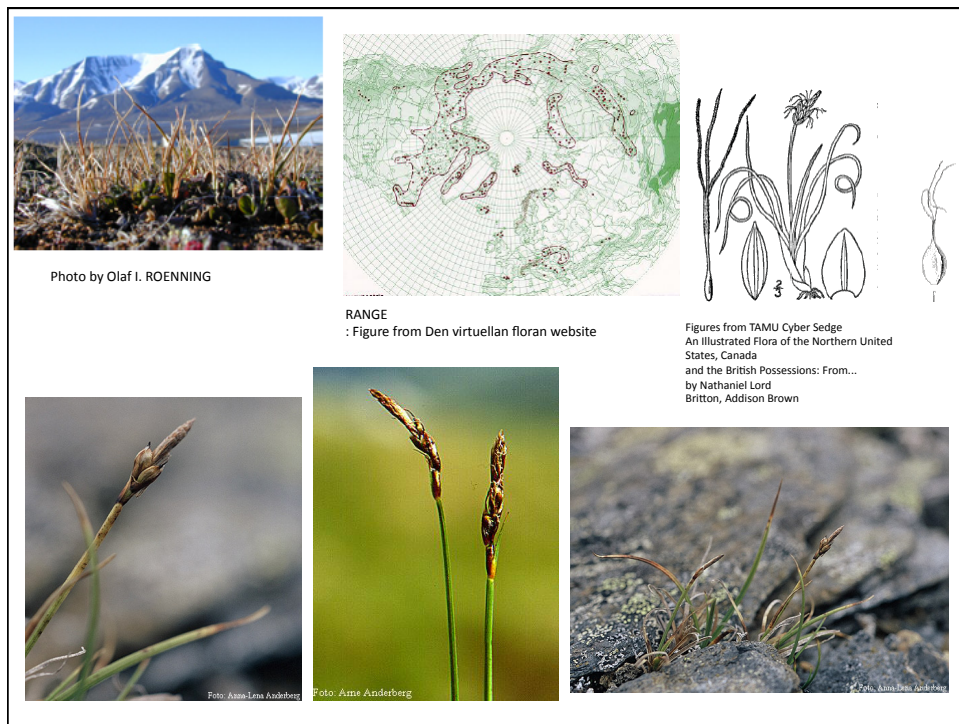 Photo by Olaf I. ROENNING
RANGE
: Figure from Den virtuellan floran website
2/3
Figures from TAMU Cyber Sedge
An Illustrated Flora of the Northern United
States, Canada
and the British Possessions: From...
by Nathaniel Lord
Britton, Addison Brown
Foto: Anna-Lena Anderberg
Foto: Arne Anderberg
Foto: Anna-Lena Anderberg